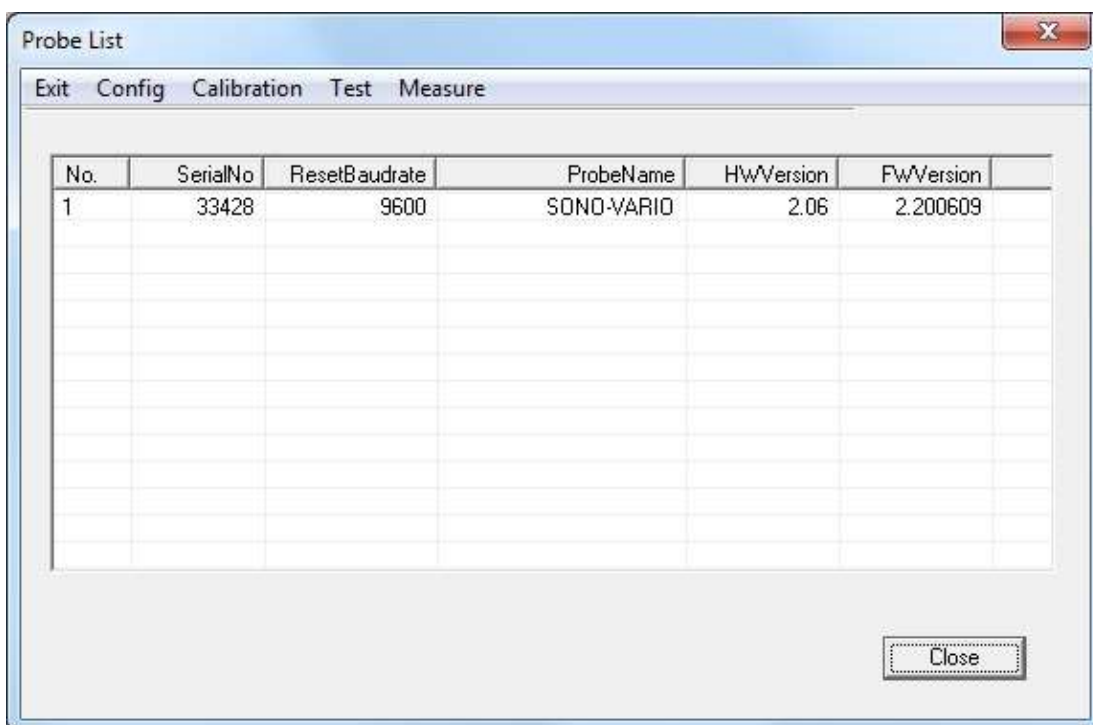 Probe List
Exit Config Calibration Test Measure
No. SerialNo ResetBaudrate ProbeName HWVersion FWVersion
1 33428 9600 SONO-VARIO 2.06 2.200609
Close